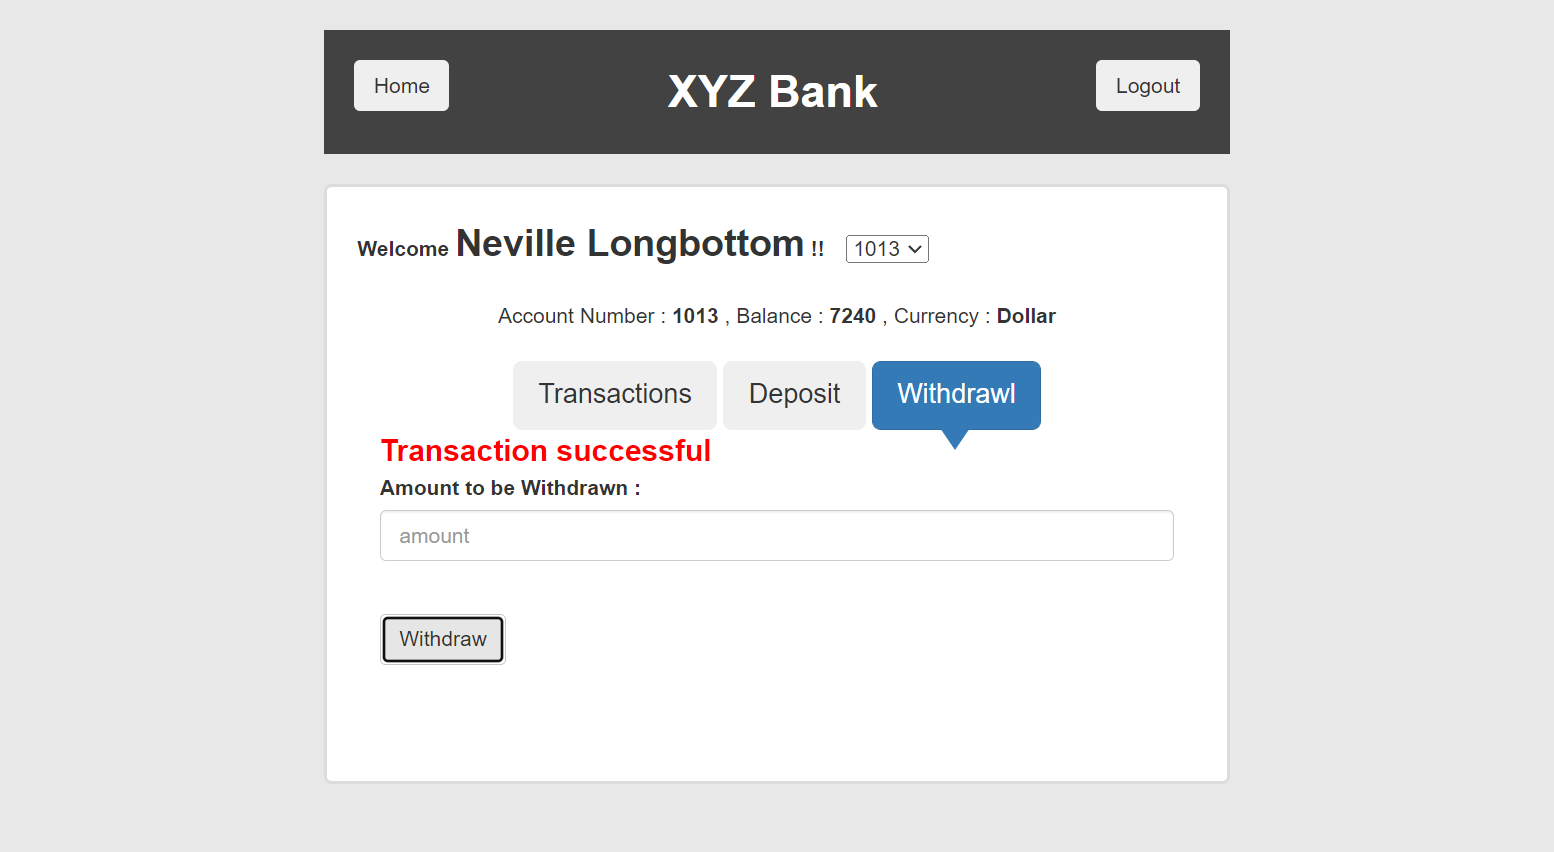 Home XYZ Bank Logout
Welcome Neville Longbottom !! 1013
Account Number : 1013 , Balance : 7240 , Currency : Dollar
Transactions Deposit Withdrawl
Transaction successful
Amount to be Withdrawn :
amount
Withdraw